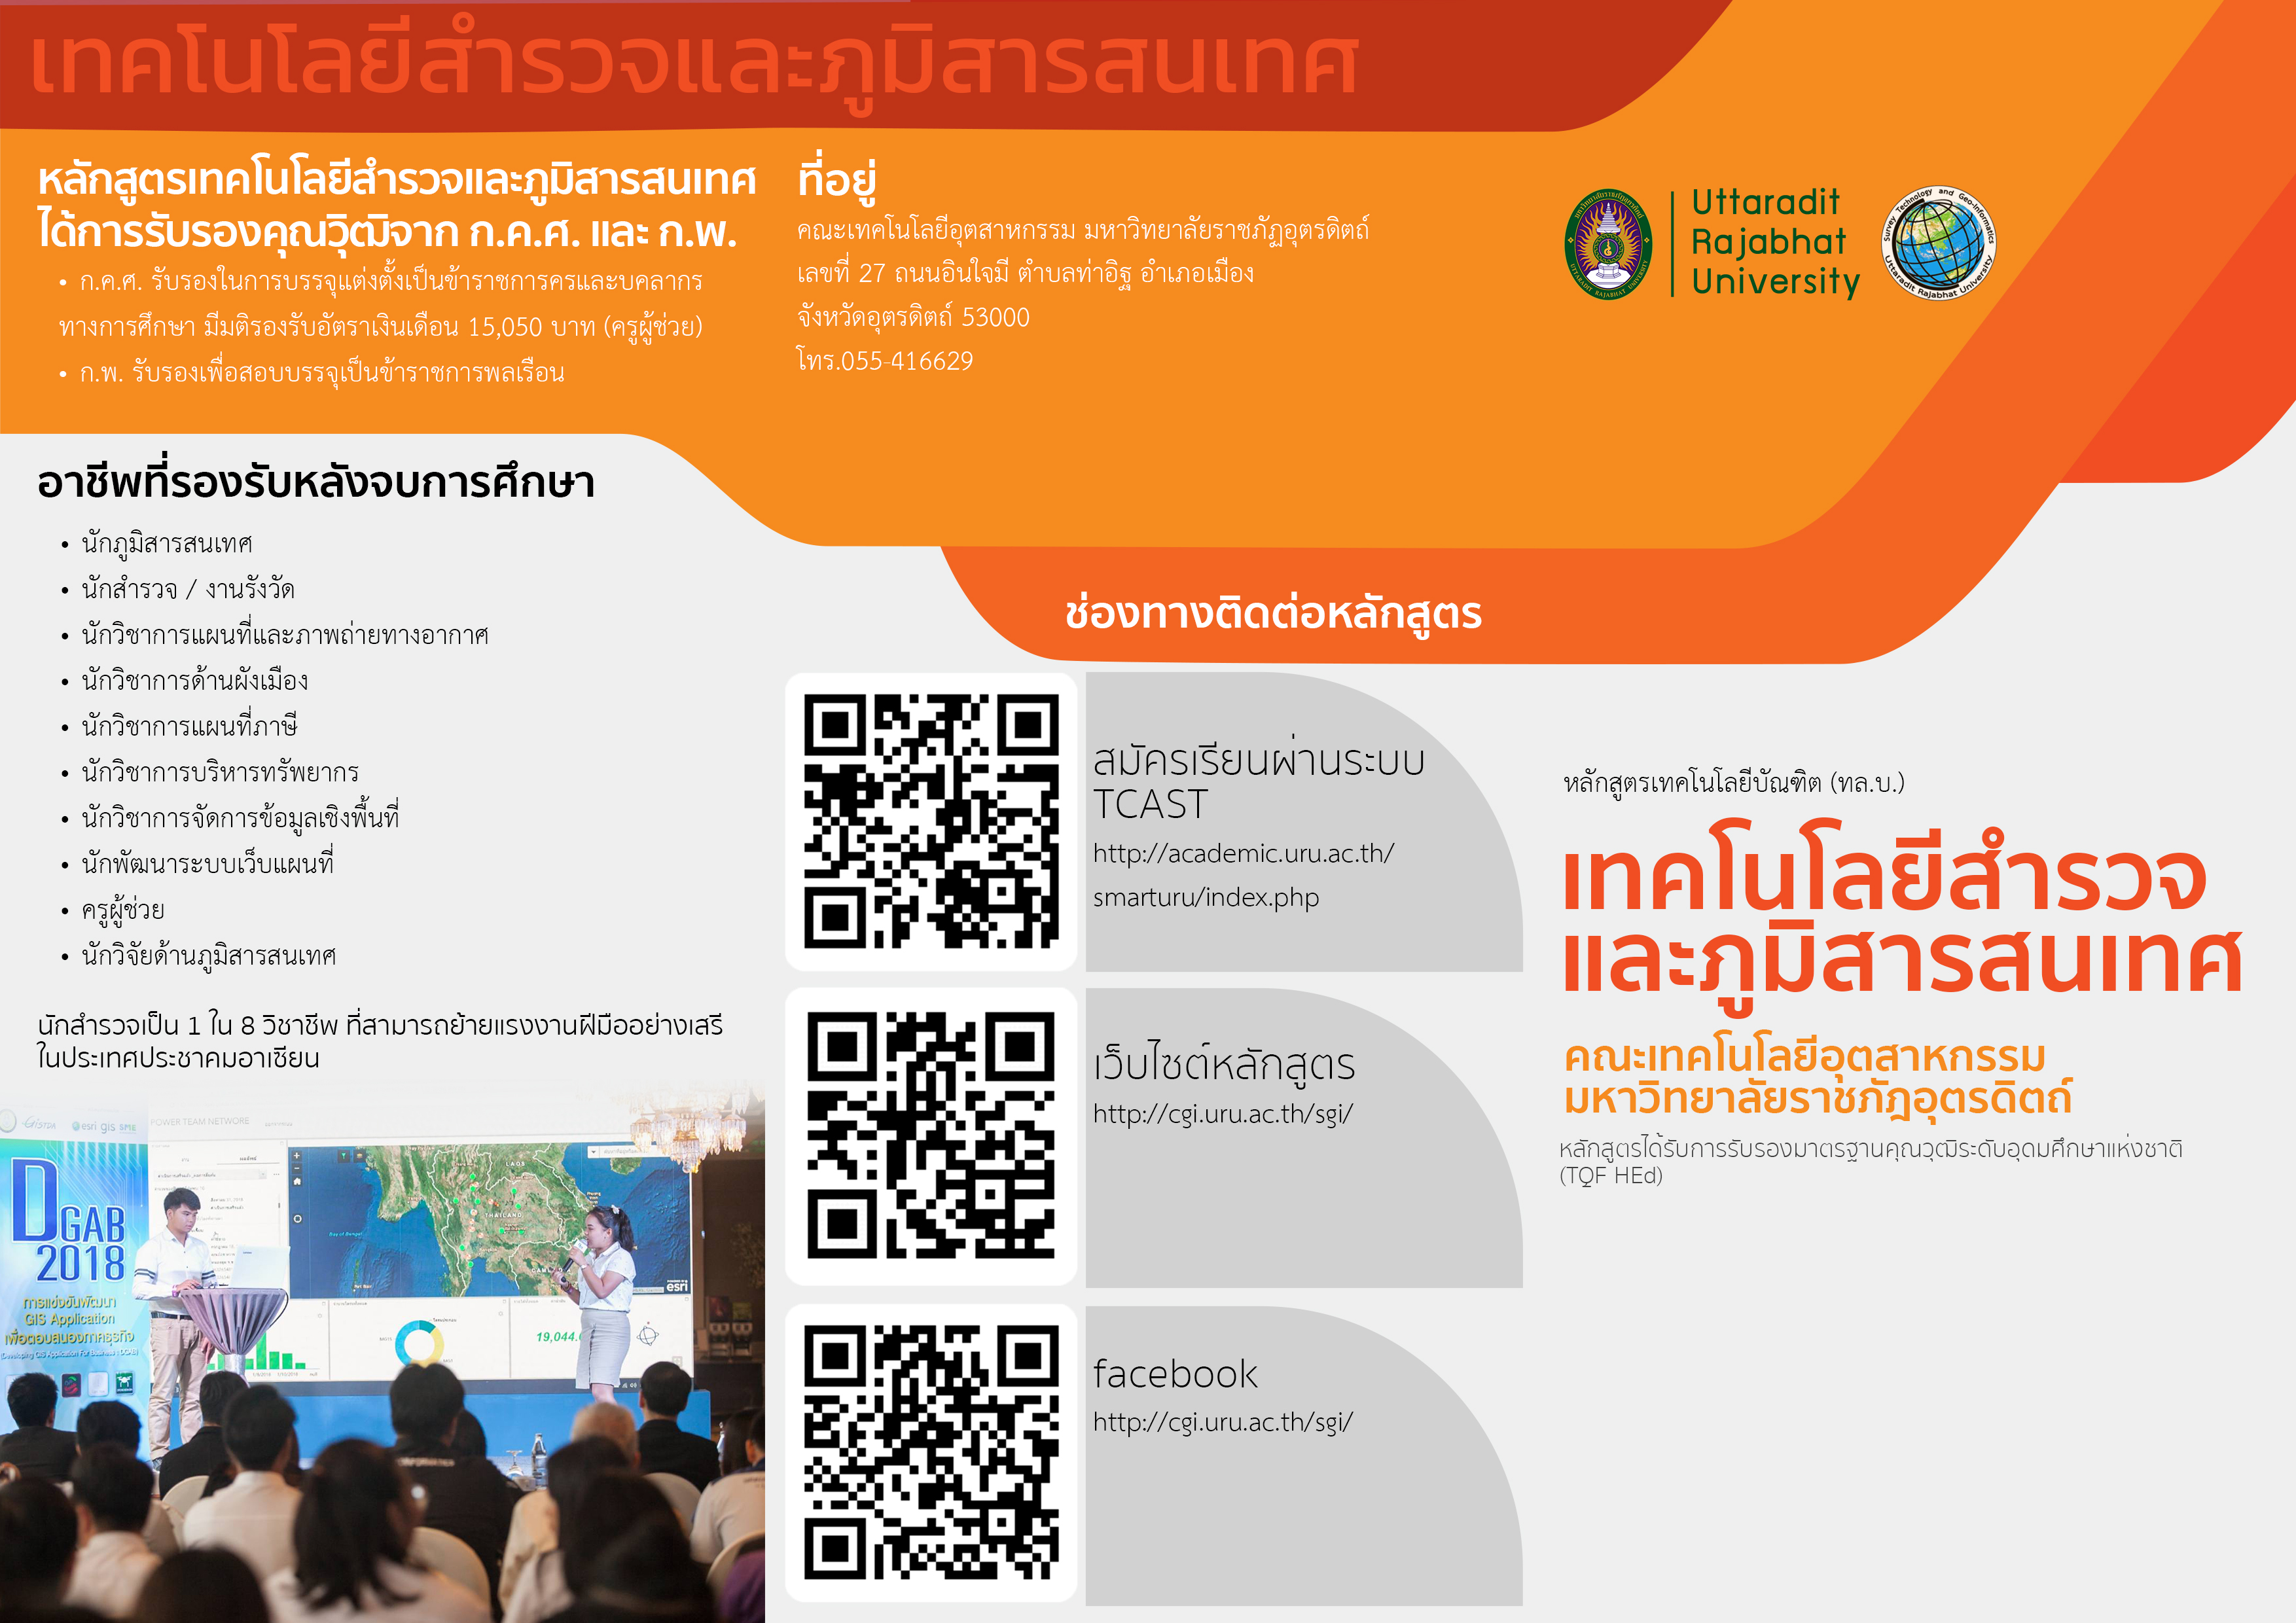 เทคโนโลยีสำรวจและภูมิสารสนเทศ
หลักสูตรเทคโนโลยีสำรวจและภูมิสารสนเทศ
ได้การรับรองคุณวุิฒิจาก ก.ค.ศ. และ ก.พ.
• ก.ค.ศ. รับรองในการบรรจุแต่งตั้งเป็นข้าราชการครและบคลากร
ทางการศึกษา มีมติรองรับอัตราเงินเดือน 15,050 บาท (ครูผู้ช่วย)
• ก.พ. รับรองเพื่อสอบบรรจุเป็นข้าราชการพลเรือน
อาชีพที่รองรับหลังจบการศึกษา
• นักภูมิสารสนเทศ
• นักสำรวจ / งานรังวัด
• นักวิชาการแผนที่และภาพถ่ายทางอากาศ
• นักวิชาการด้านผังเมือง
• นักวิชาการแผนที่ภาษี
• นักวิชาการบริหารทรัพยากร
• นักวิชาการจัดการข้อมูลเชิงพื้นที่
• นักพัฒนาระบบเว็บแผนที่
• ครูผู้ช่วย
• นักวิจัยด้านภูมิสารสนเทศ
นักสำรวจเป็น 1 ใน 8 วิชาชีพ ที่สามารถย้ายแรงงานฝีมืออย่างเสรี
ในประเทศประชาคมอาเซียน
esri gis
POWER TEAM NETWORK
DGAB
2018
การแข่งขันพัฒนา
GIS Application
เพื่อตอบสนองภาคธุรกิจ
LAOS
THAILAND
Bay of Bengal
esri
19,044.
ที่อยู่
คณะเทคโนโลยีอุตสาหกรรม มหาวิทยาลัยราชภัฏอุตรดิตถ์
เลขที่ 27 ถนนอินใจมี ตำบลท่าอิฐ อำเภอเมือง
จังหวัดอุตรดิตถ์ 53000
โทร.055-416629
ช่องทางติดต่อหลักสูตร
สมัครเรียนผ่านระบบ
TCAST
http://academic.uru.ac.th/
smarturu/index.php
เว็บไซต์หลักสูตร
http://cgi.uru.ac.th/sgi/
facebook
http://cgi.uru.ac.th/sgi/
มหาวิทยาลัยราชภัฏอุตรดิตถ์
UTTARADIT RAJABHAT UNIVERSITY
Uttaradit
Rajabhat
University
Survey Technology and Geo-Informatics
Uttaradit Rajabhat University
หลักสูตรเทคโนโลยีบัณฑิต (ทล.บ.)
เทคโนโลยีสำรวจ
และภูมิสารสนเทศ
คณะเทคโนโลยีอุตสาหกรรม
มหาวิทยาลัยราชภัฎอุตรดิตถ์
หลักสูตรได้รับการรับรองมาตรฐานคุณวุฒิระดับอุดมศึกษาแห่งชาติ
(TQF HEd)